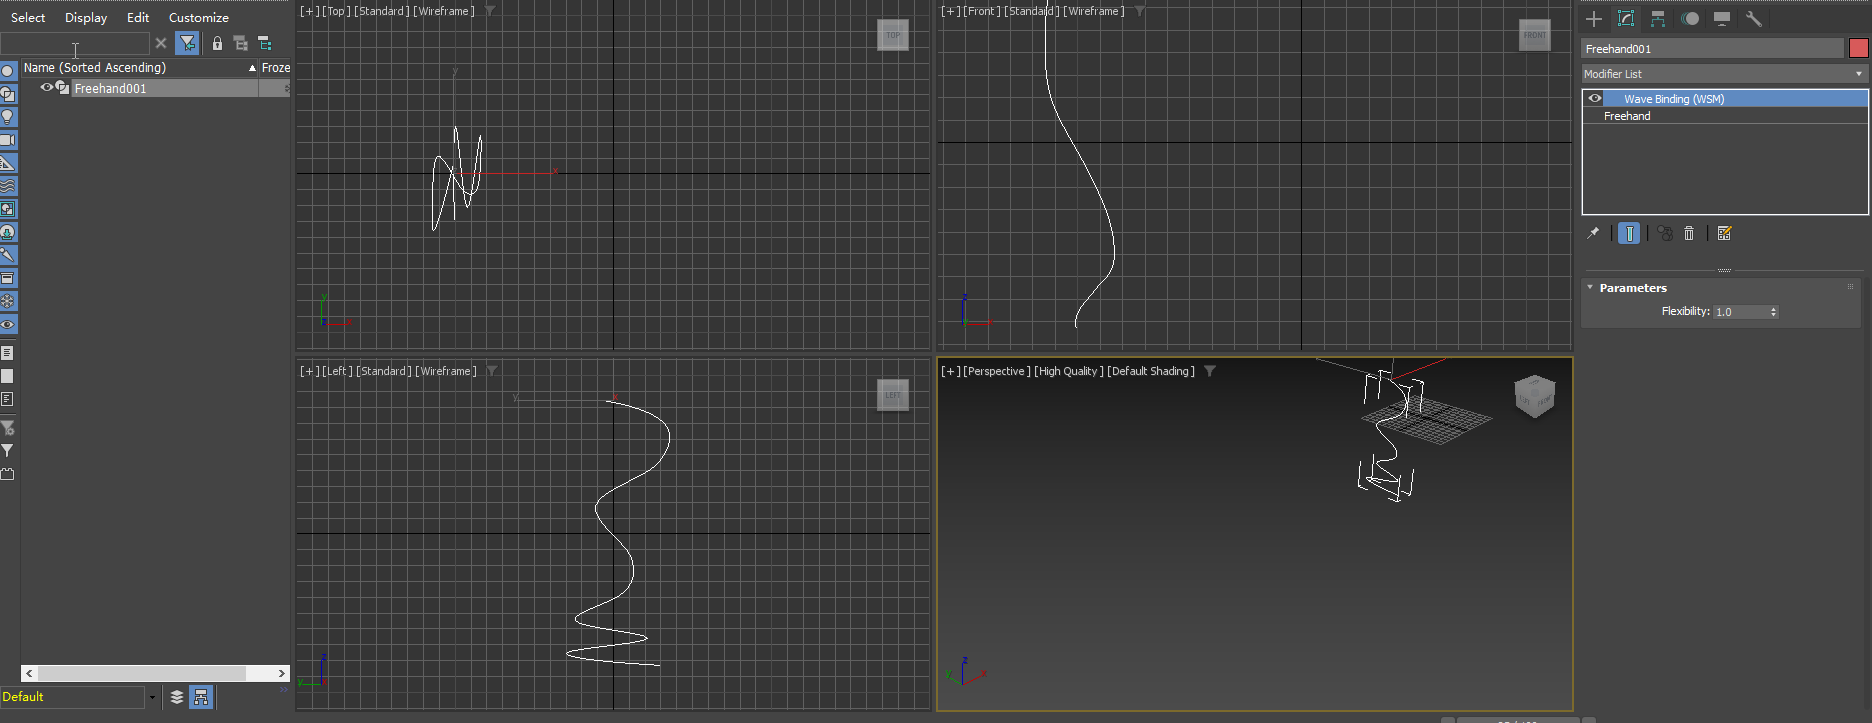 Select Display Edit Customize
Name (Sorted Ascending) ▲ Froze
Freehand001
Default
[+] [Top] [Standard] [Wireframe]
TOP
y
x
y
z
x
[+] [Front] [Standard] [Wireframe]
FRONT
z
[+] [Left] [Standard] [Wireframe]
LEFT
y
x
z
y
x
[+] [Perspective] [High Quality] [Default Shading]
z
y
x
Freehand001
Modifier List
Wave Binding (WSM)
Freehand
Parameters
Flexibility: 1.0